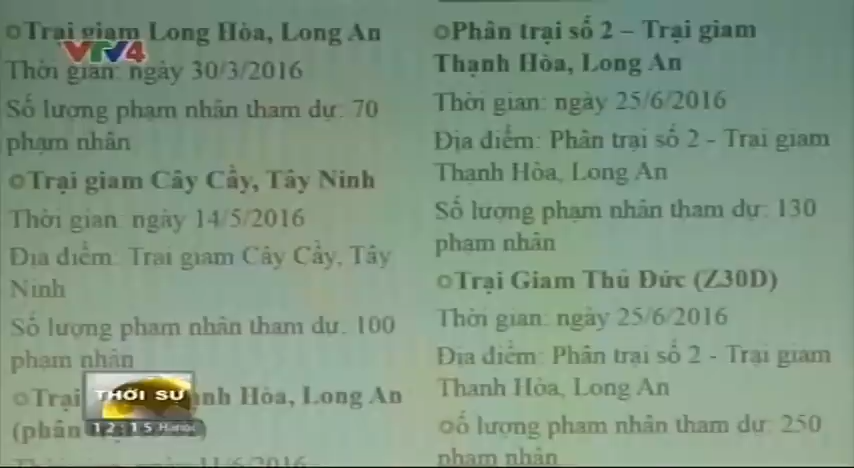 Trại giam Long Hòa, Long An
VTV4
Thời gian: ngày 30/3/2016
Số lượng phạm nhân tham dự: 70
phạm nhân
Trại giam Cây Cầy, Tây Ninh
Thời gian: ngày 14/5/2016
Địa điểm: Trại giam Cây Cầy, Tây
Ninh
Số lượng phạm nhân tham dự: 100
phạm nhân
Trại nh Hòa, Long An
(phân
11/6/2016
THỜI SỰ
12:15 Hanoi
Phân trại số 2 – Trại giam
Thạnh Hòa, Long An
Thời gian: ngày 25/6/2016
Địa điểm: Phân trại số 2 - Trại giam
Thạnh Hòa, Long An
Số lượng phạm nhân tham dự: 130
phạm nhân
Trại Giam Thủ Đức (Z30D)
Thời gian: ngày 25/6/2016
Địa điểm: Phân trại số 2 - Trại giam
Thạnh Hòa, Long An
ố lượng phạm nhân tham dự: 250
phạm nhân